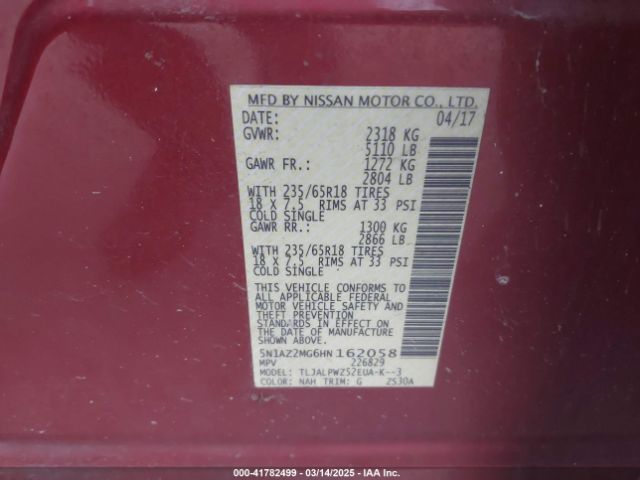 MFD BY NISSAN MOTOR CO., LTD.
DATE: 04/17
GVWR: 2318 KG
5110 LB
GAWR FR.: 1272 KG
2804 LB
WITH 235/65R18 TIRES
18 X 7.5 RIMS AT 33 PSI
COLD SINGLE
GAWR RR.: 1300 KG
2866 LB
WITH 235/65R18 TIRES
18 X 7.5 RIMS AT 33 PSI
COLD SINGLE
THIS VEHICLE CONFORMS TO
ALL APPLICABLE FEDERAL
MOTOR VEHICLE SAFETY AND
THEFT PREVENTION
STANDARDS IN EFFECT ON
THE DATE OF MANUFACTURE
5N1AZ2MG6HN162058
MPV 226829
MODEL: TLJALPWZ52EUA-K--3
COLOR: NAH TRIM: G 2S30A
000-41782499 - 03/14/2025 - IAA Inc.